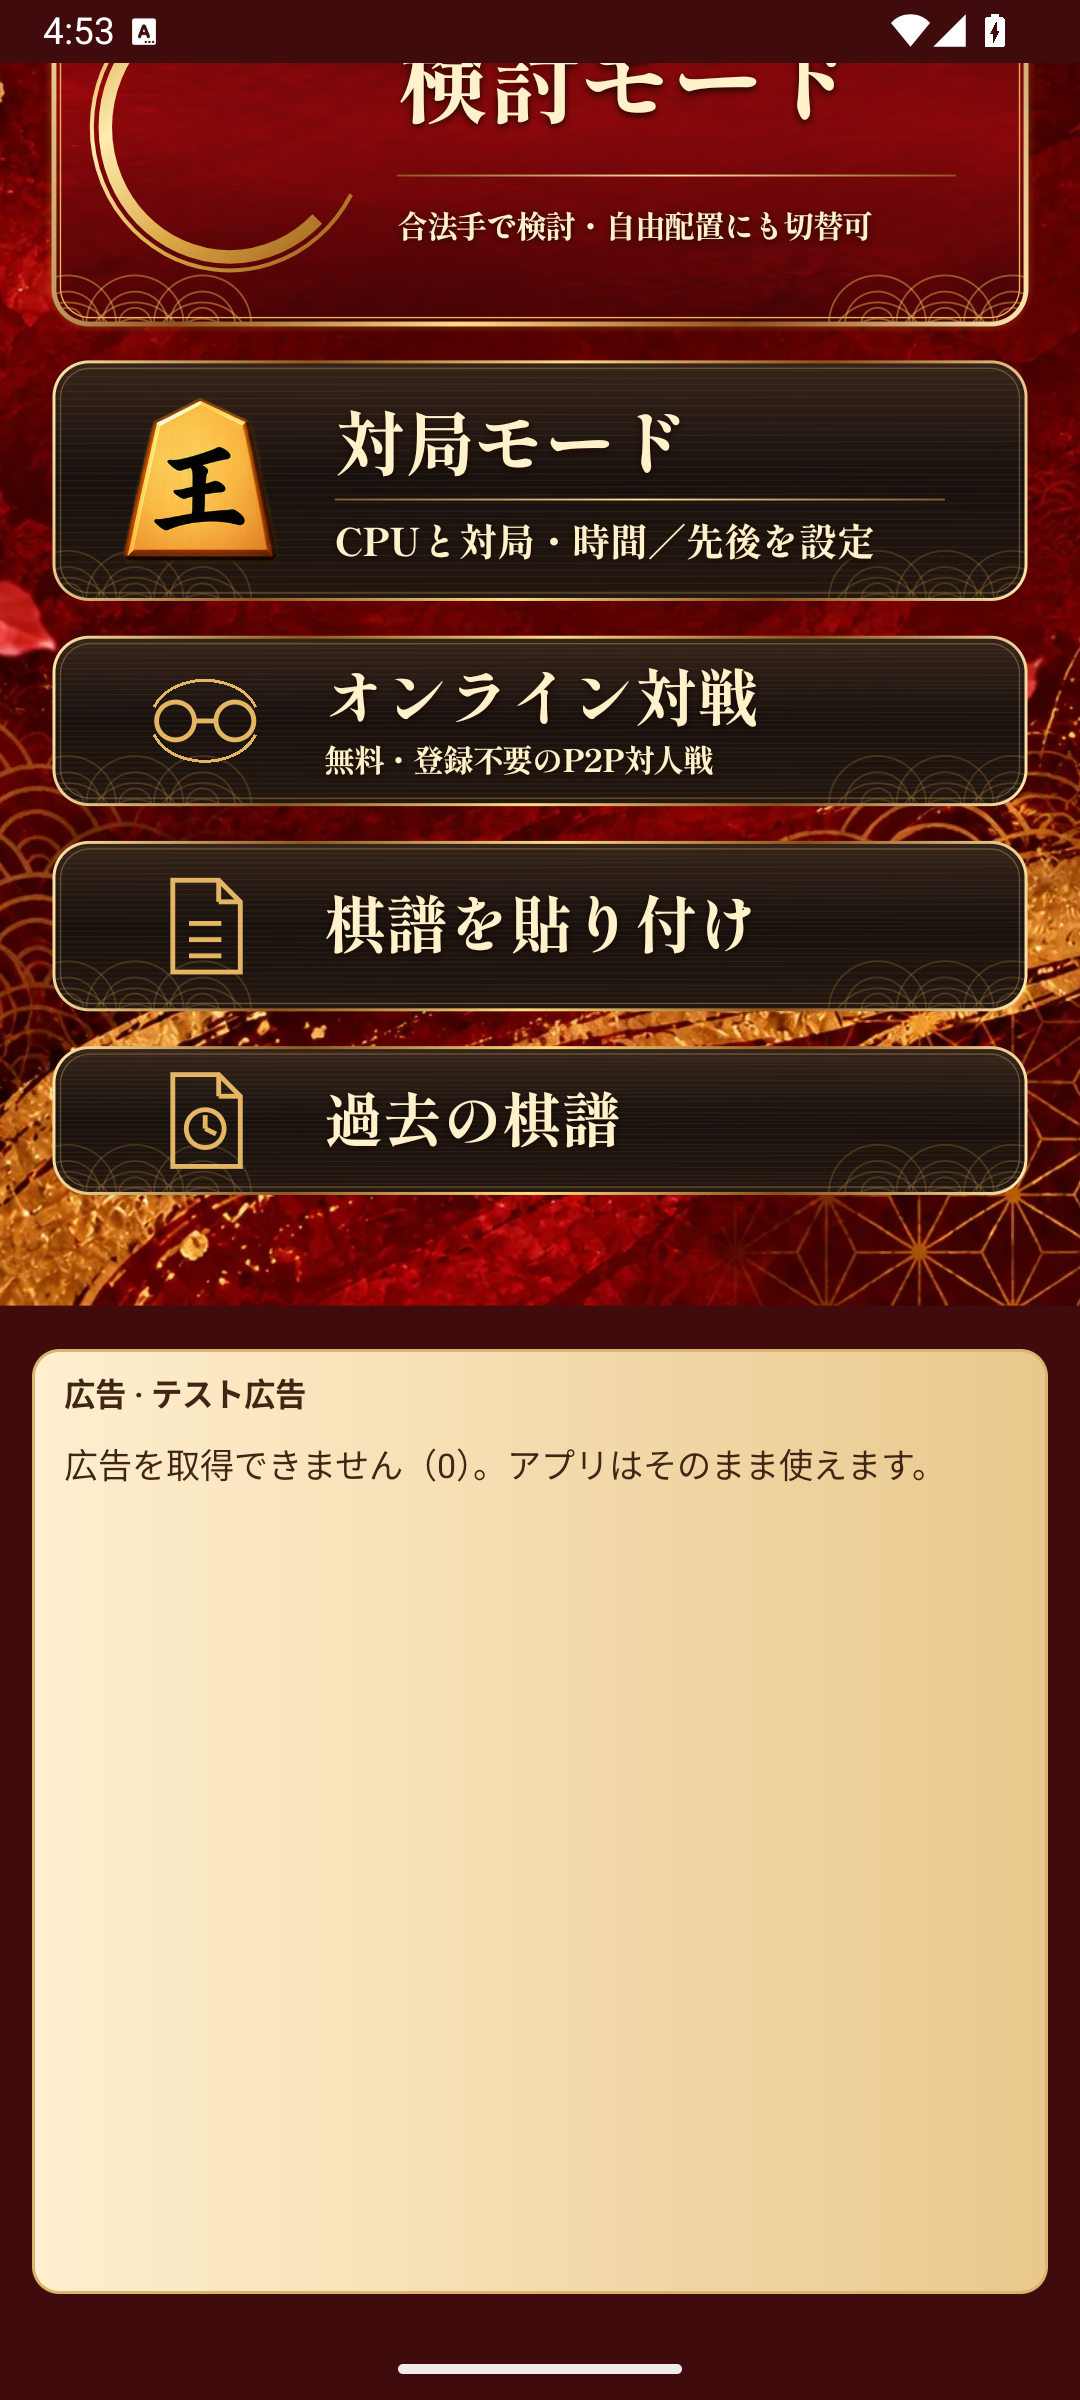 4:53
検討モード
合法手で検討・自由配置にも切替可
王
対局モード
CPUと対局・時間／先後を設定
オンライン対戦
無料・登録不要のP2P対人戦
棋譜を貼り付け
過去の棋譜
広告 · テスト広告
広告を取得できません（0）。アプリはそのまま使えます。